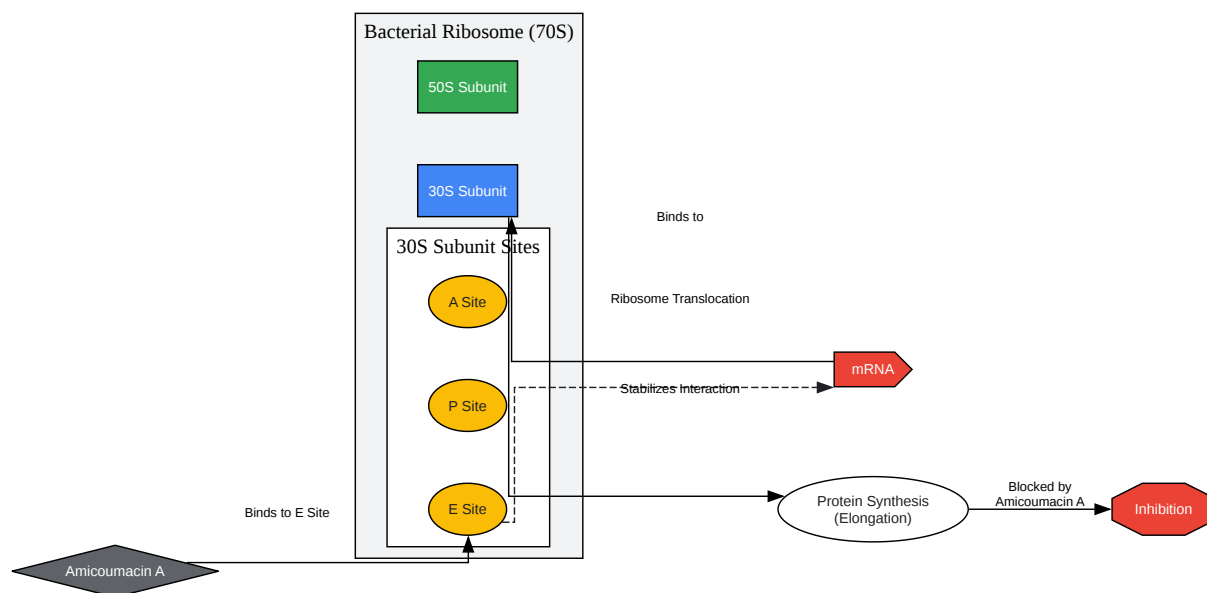 Bacterial Ribosome (70S)
50S Subunit
30S Subunit
30S Subunit Sites
A Site
P Site
E Site
Binds to
Ribosome Translocation
mRNA
Stabilizes Interaction
Binds to E Site
Amicoumacin A
Protein Synthesis
(Elongation)
Blocked by
Amicoumacin A
Inhibition